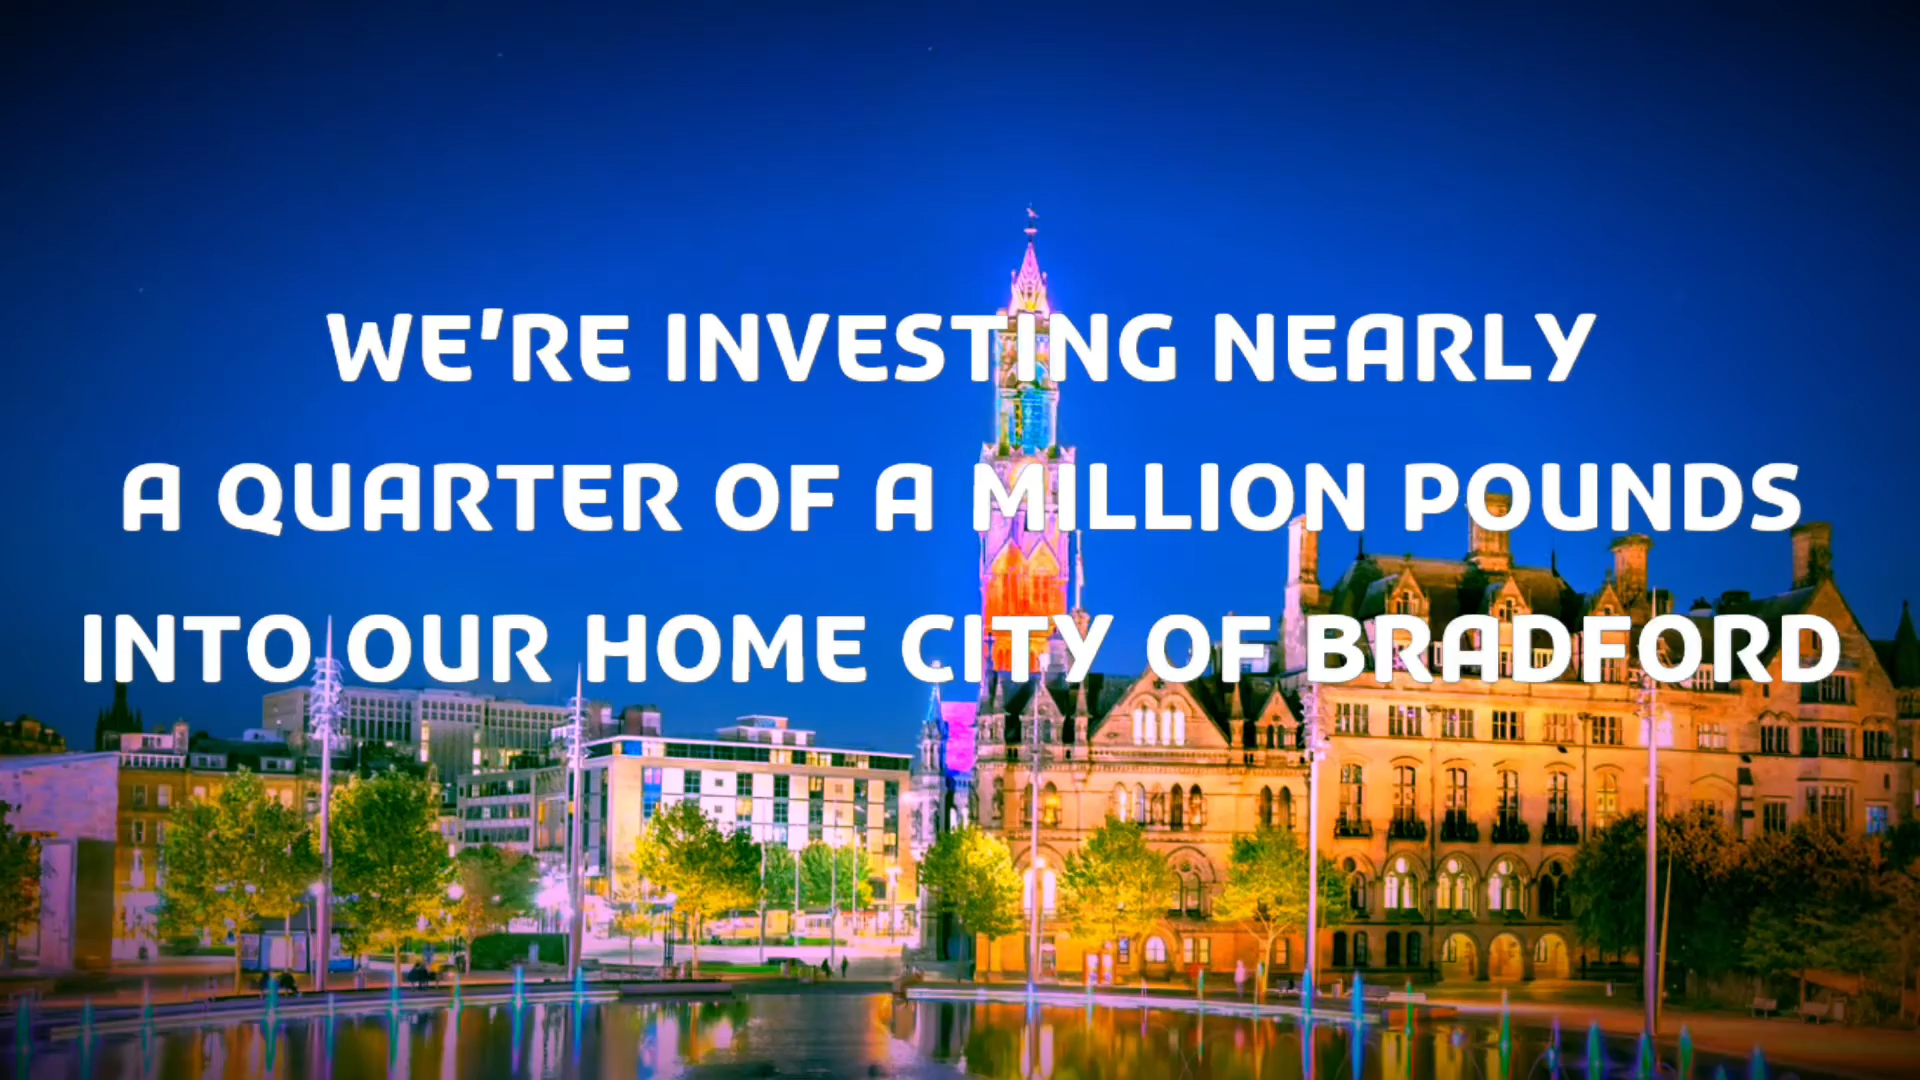 WE'RE INVESTING NEARLY
A QUARTER OF A MILLION POUNDS
INTO OUR HOME CITY OF BRADFORD